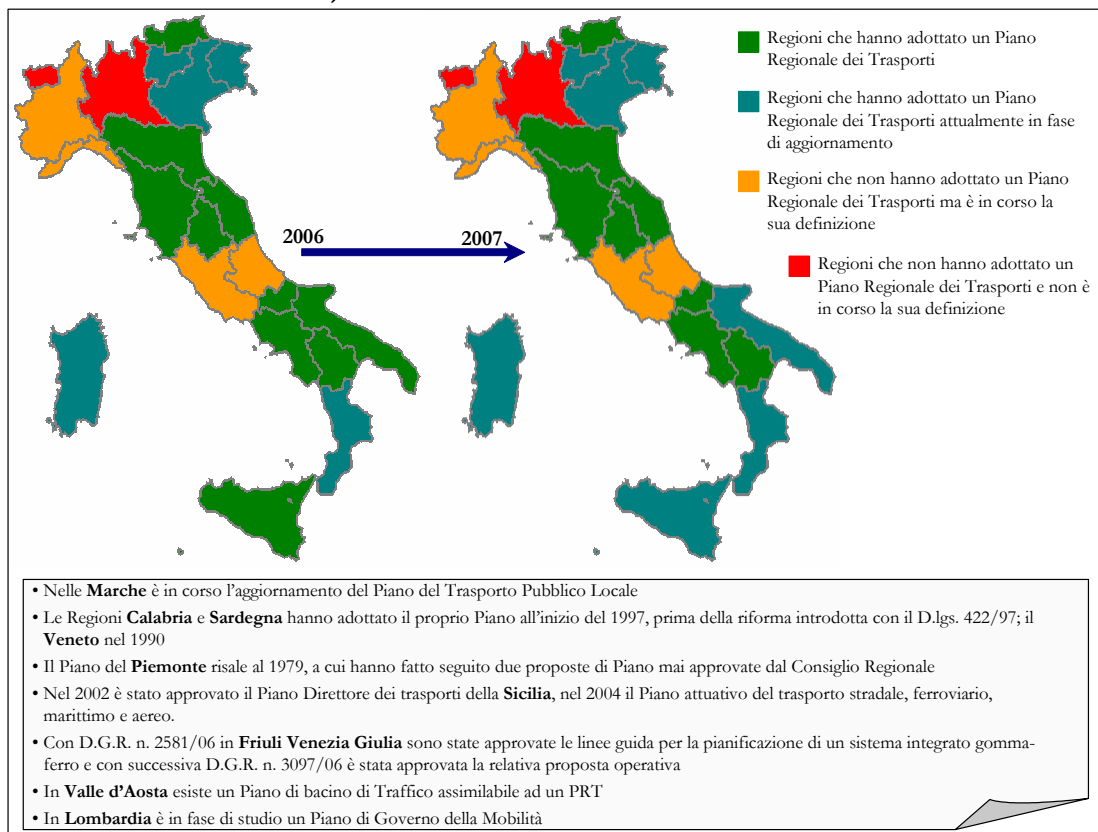 Regioni che hanno adottato un Piano
Regionale dei Trasporti
Regioni che hanno adottato un Piano
Regionale dei Trasporti attualmente in fase
di aggiornamento
Regioni che non hanno adottato un Piano
Regionale dei Trasporti ma è in corso la
sua definizione
2006
2007
Regioni che non hanno adottato un
Piano Regionale dei Trasporti e non è
in corso la sua definizione
• Nelle Marche è in corso l'aggiornamento del Piano del Trasporto Pubblico Locale
• Le Regioni Calabria e Sardegna hanno adottato il proprio Piano all'inizio del 1997, prima della riforma introdotta con il D.lgs. 422/97; il
Veneto nel 1990
• Il Piano del Piemonte risale al 1979, a cui hanno fatto seguito due proposte di Piano mai approvate dal Consiglio Regionale
• Nel 2002 è stato approvato il Piano Direttore dei trasporti della Sicilia, nel 2004 il Piano attuativo del trasporto stradale, ferroviario,
marittimo e aereo.
• Con D.G.R. n. 2581/06 in Friuli Venezia Giulia sono state approvate le linee guida per la pianificazione di un sistema integrato gomma-
ferro e con successiva D.G.R. n. 3097/06 è stata approvata la relativa proposta operativa
• In Valle d'Aosta esiste un Piano di bacino di Traffico assimilabile ad un PRT
• In Lombardia è in fase di studio un Piano di Governo della Mobilità